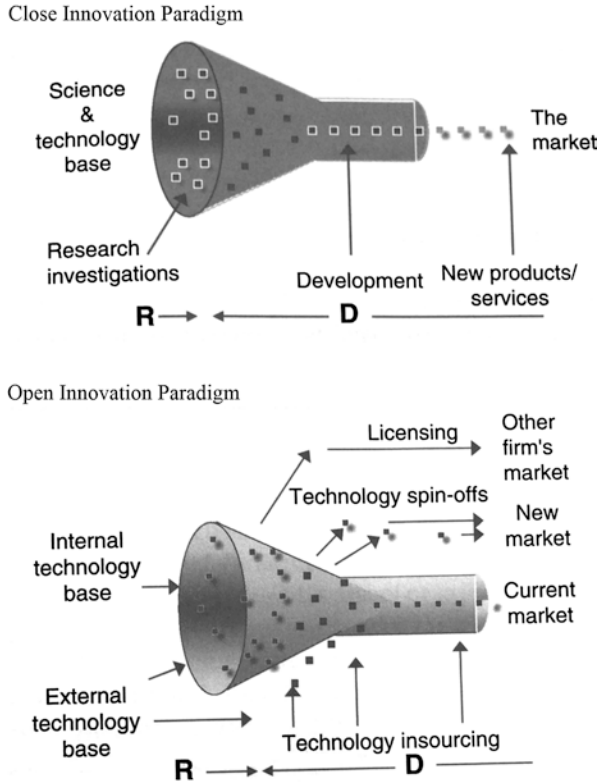 Close Innovation Paradigm
Science
&
technology
base
The
market
Research
investigations
Development
New products/
services
R
D
Open Innovation Paradigm
Licensing
Other
firm's
market
Technology spin-offs
New
market
Internal
technology
base
Current
market
External
technology
base
Technology insourcing
R
D